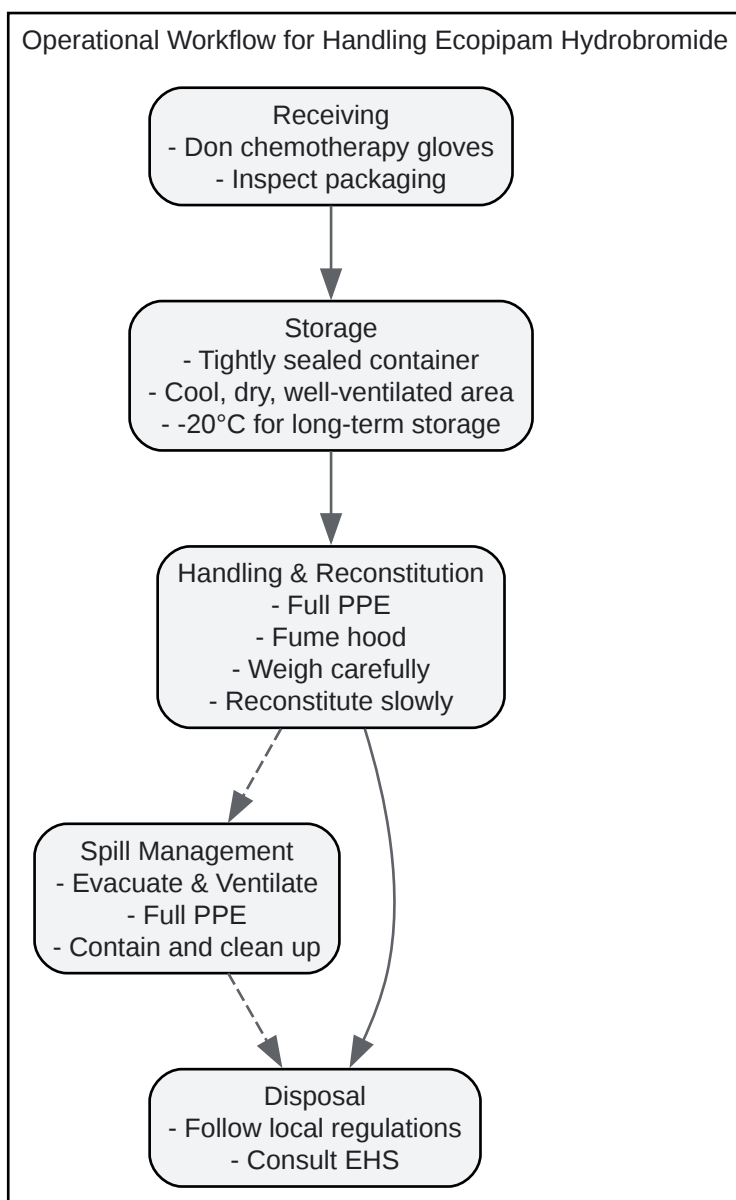 Operational Workflow for Handling Ecopipam Hydrobromide
Receiving
- Don chemotherapy gloves
- Inspect packaging
Storage
- Tightly sealed container
- Cool, dry, well-ventilated area
- -20°C for long-term storage
Handling & Reconstitution
- Full PPE
- Fume hood
- Weigh carefully
- Reconstitute slowly
Spill Management
- Evacuate & Ventilate
- Full PPE
- Contain and clean up
Disposal
- Follow local regulations
- Consult EHS